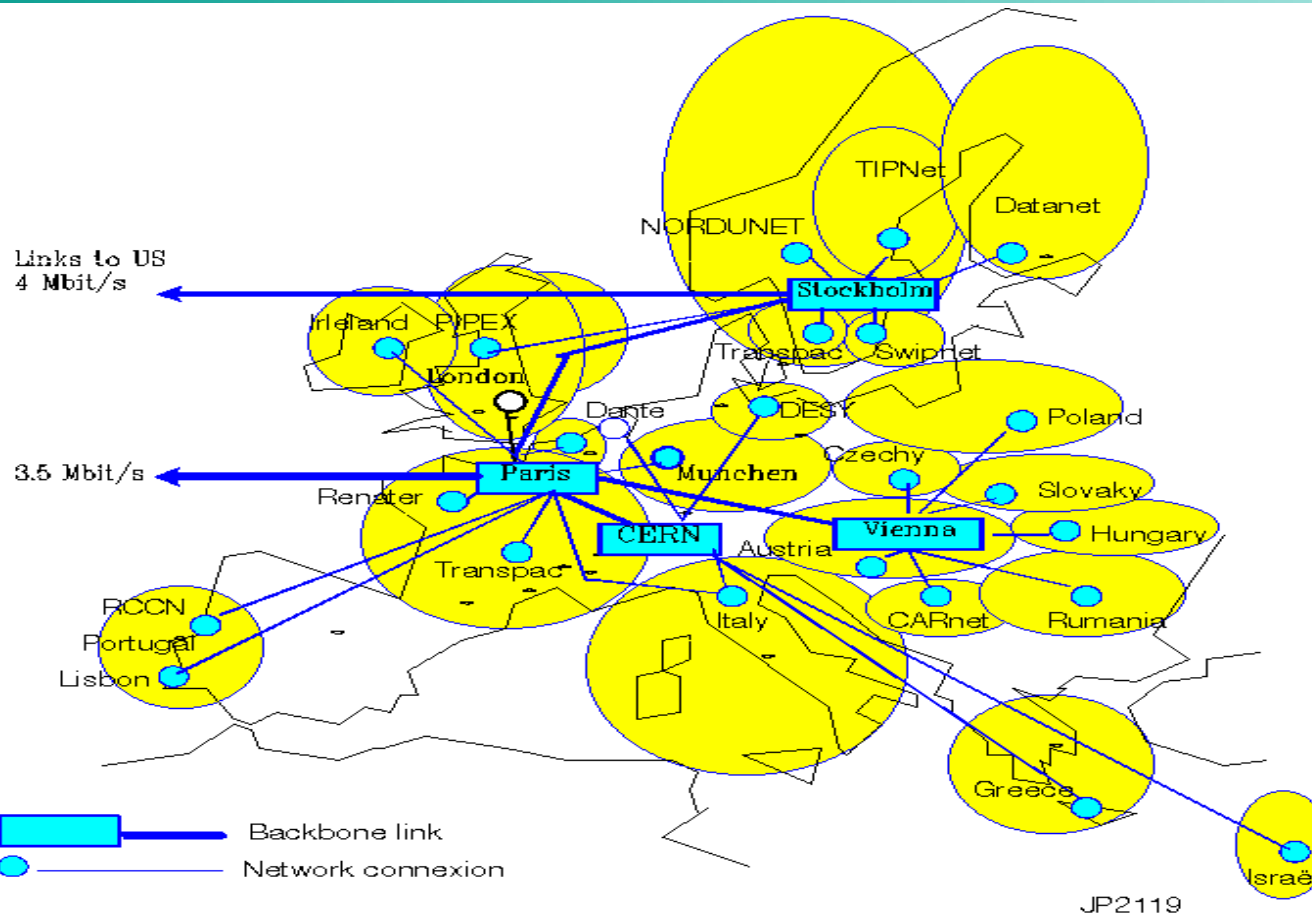 TIPNet
Datanet
NORDUNET
Links to US
4 Mbit/s
Stockholm
Irleland
PIPEX
Transpac
Swipnet
London
Dante
DESY
Poland
3.5 Mbit/s
Paris
Munchen
Czechy
Renater
Slovaky
CERN
Vienna
Hungary
Austria
Transpac
RCCN
Italy
CARnet
Rumania
Portugal
Lisbon
Greece
Backbone link
Network connexion
Israë
JP2119